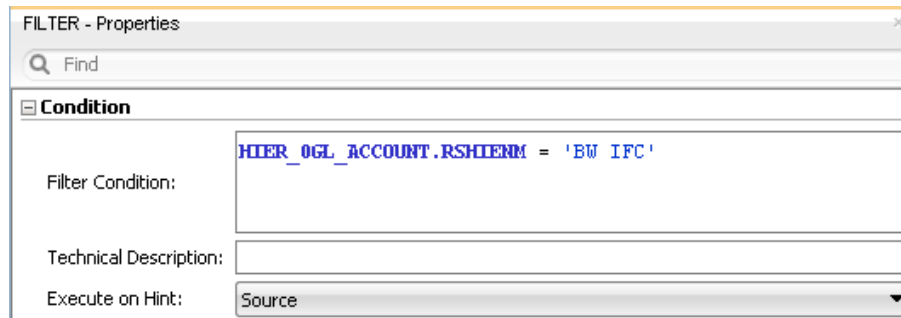 FILTER - Properties
Find
Condition
HIER_0GL_ACCOUNT.RSHIENM = 'BW IFC'
Filter Condition:
Technical Description:
Execute on Hint: Source